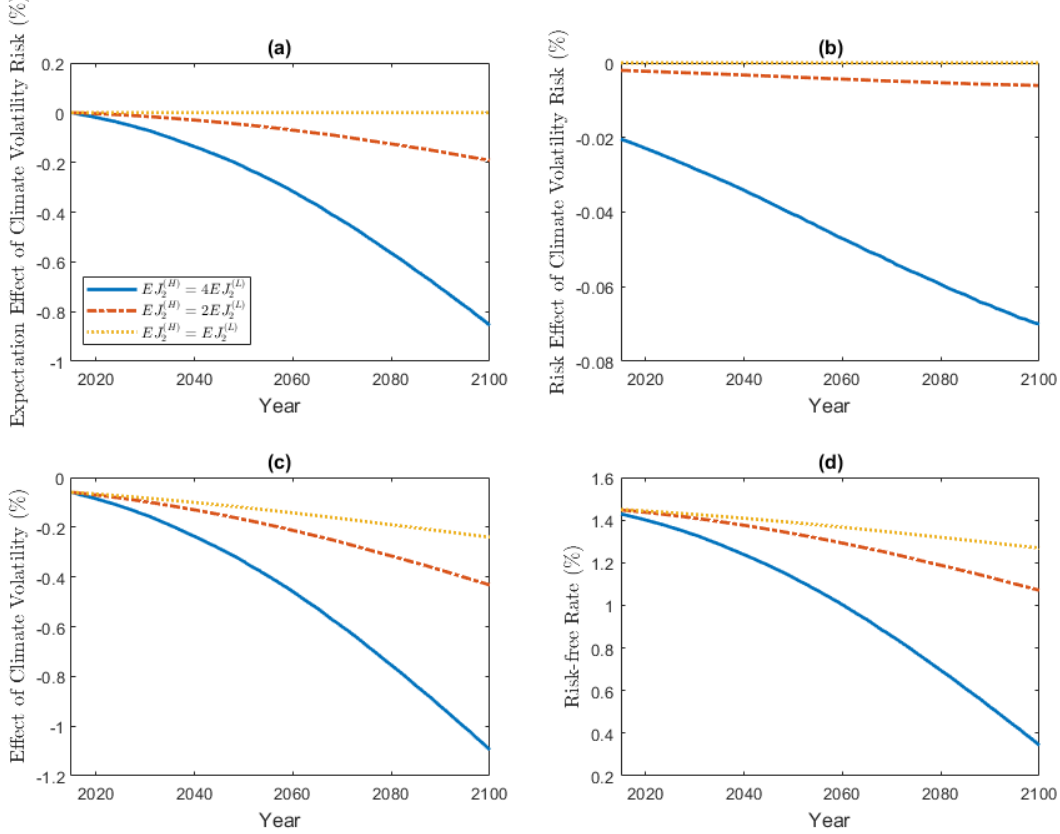 (a)
Expectation Effect of Climate Volatility Risk (%)
0.2
0
-0.2
-0.4
-0.6
-0.8
-1
$EJ_2^{(H)} = 4EJ_2^{(L)}$
$EJ_2^{(H)} = 2EJ_2^{(L)}$
$EJ_2^{(H)} = EJ_2^{(L)}$
2020 2040 2060 2080 2100
Year
(b)
Risk Effect of Climate Volatility Risk (%)
0
-0.02
-0.04
-0.06
-0.08
2020 2040 2060 2080 2100
Year
(c)
Effect of Climate Volatility (%)
0
-0.2
-0.4
-0.6
-0.8
-1
-1.2
2020 2040 2060 2080 2100
Year
(d)
Risk-free Rate (%)
1.6
1.4
1.2
1
0.8
0.6
0.4
0.2
2020 2040 2060 2080 2100
Year